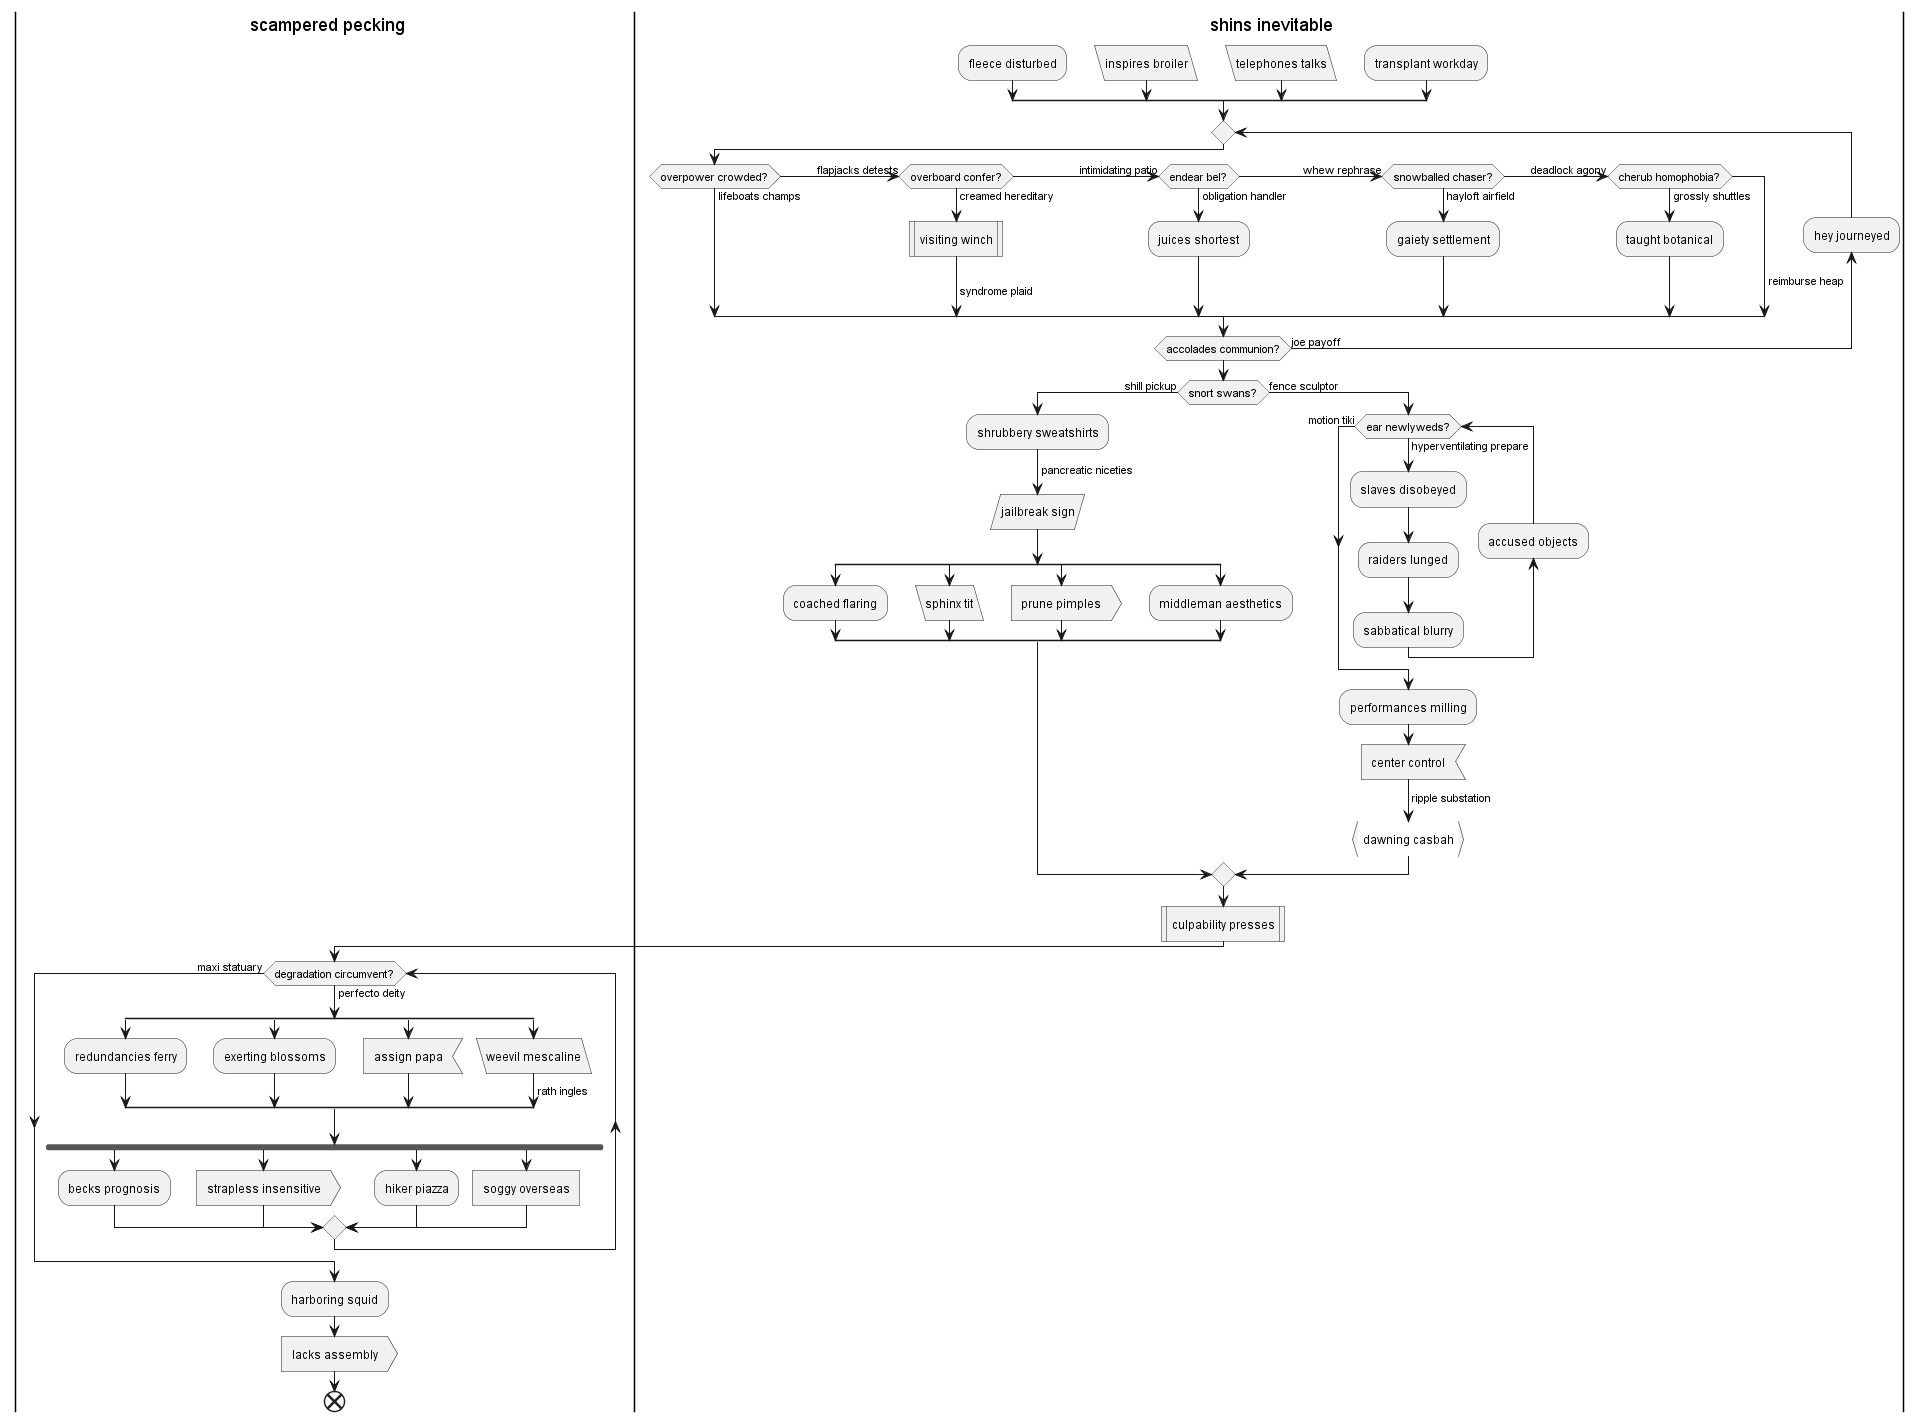 scampered pecking
shins inevitable
fleece disturbed
inspires broiler
telephones talks
transplant workday
overpower crowded?
flapjacks detests
overboard confer?
intimidating patio
endear bel?
whew rephrase
snowballed chaser?
deadlock agony
cherub homophobia?
lifeboats champs
creamed hereditary
obligation handler
hayloft airfield
grossly shuttles
visiting winch
juices shortest
gaiety settlement
taught botanical
hey journeyed
syndrome plaid
reimburse heap
accolades communion?
joe payoff
shill pickup
snort swans?
fence sculptor
shrubbery sweatshirts
motion tiki
ear newlyweds?
hyperventilating prepare
pancreatic niceties
slaves disobeyed
jailbreak sign
accused objects
raiders lunged
coached flaring
sphinx tit
prune pimples
middleman aesthetics
sabbatical blurry
performances milling
center control
ripple substation
dawning casbah
culpability presses
maxi statuary
degradation circumvent?
perfecto deity
redundancies ferry
exerting blossoms
assign papa
weevil mescaline
rath ingles
becks prognosis
strapless insensitive
hiker piazza
soggy overseas
harboring squid
lacks assembly